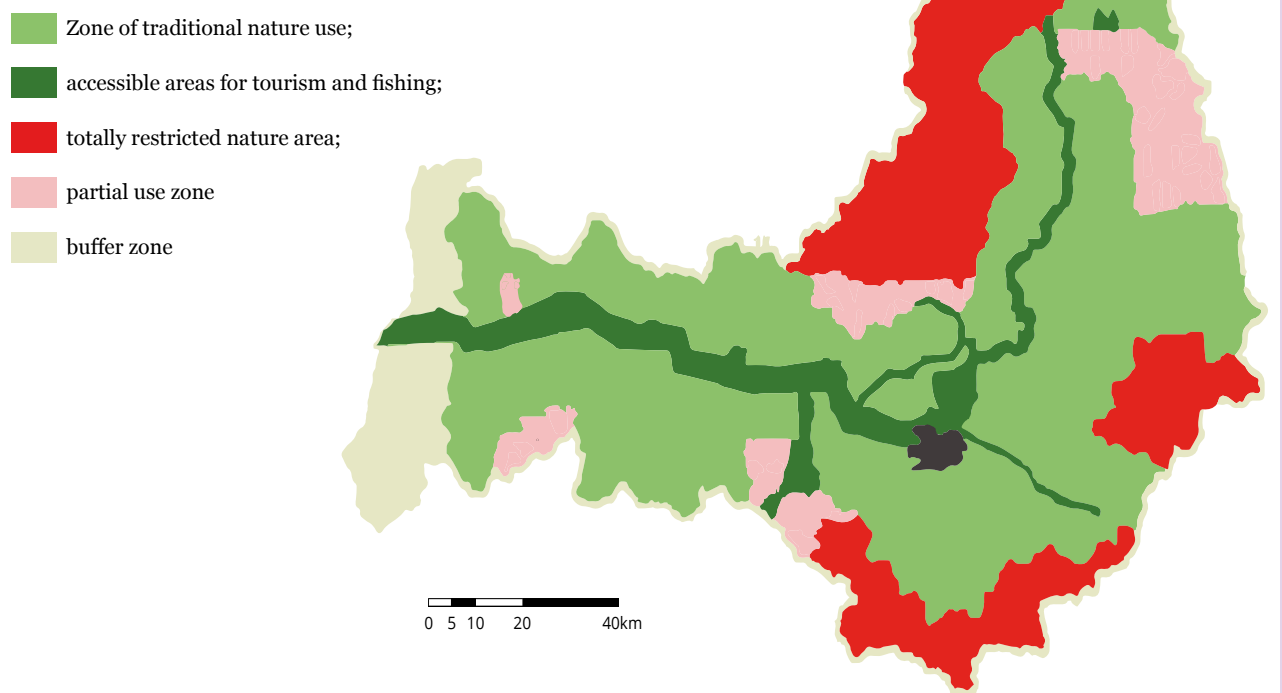 Zone of traditional nature use;
accessible areas for tourism and fishing;
totally restricted nature area;
partial use zone
buffer zone
0 5 10 20 40km